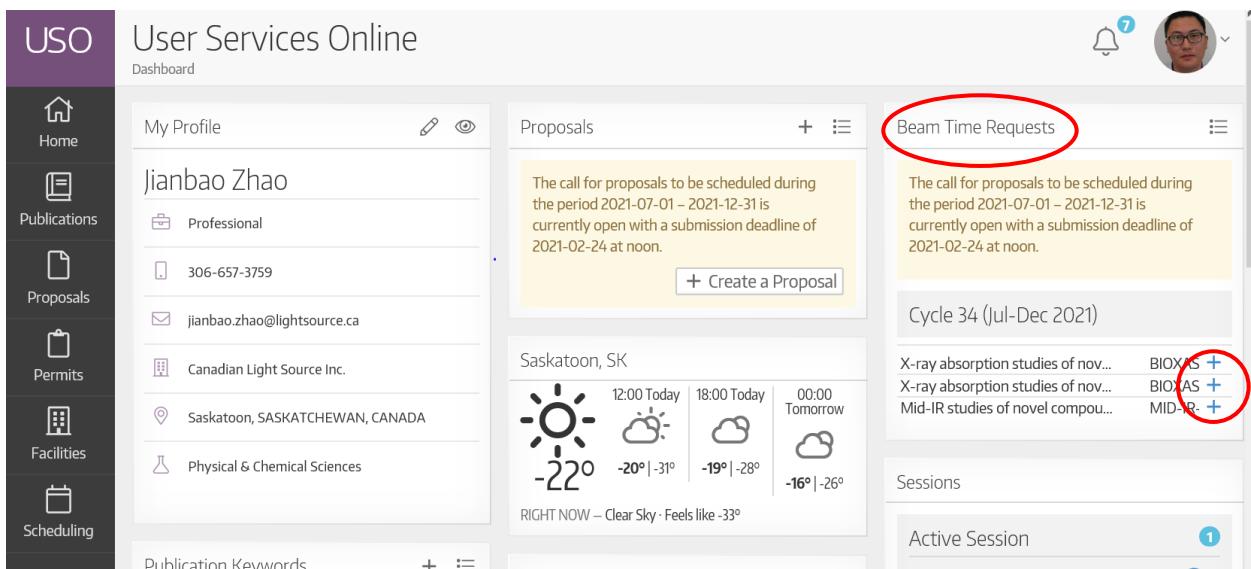 USO
User Services Online
Dashboard
7
Home
Publications
Proposals
Permits
Facilities
Scheduling
My Profile
Jianbao Zhao
Professional
306-657-3759
jianbao.zhao@lightsource.ca
Canadian Light Source Inc.
Saskatoon, SASKATCHEWAN, CANADA
Physical & Chemical Sciences
Publication Keywords
Proposals
The call for proposals to be scheduled during
the period 2021-07-01 – 2021-12-31 is
currently open with a submission deadline of
2021-02-24 at noon.
+ Create a Proposal
Saskatoon, SK
-22°
12:00 Today
-20° | -31°
18:00 Today
-19° | -28°
00:00
Tomorrow
-16° | -26°
RIGHT NOW — Clear Sky · Feels like -33°
Beam Time Requests
The call for proposals to be scheduled during
the period 2021-07-01 – 2021-12-31 is
currently open with a submission deadline of
2021-02-24 at noon.
Cycle 34 (Jul-Dec 2021)
X-ray absorption studies of nov... BIOXAS +
X-ray absorption studies of nov... BIOXAS +
Mid-IR studies of novel compou... MID-IR- +
Sessions
Active Session 1